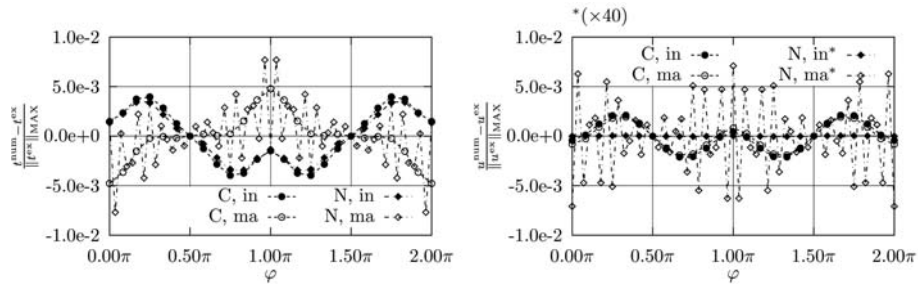 *(×40)
1.0e-2
5.0e-3
0.0e+0
-5.0e-3
-1.0e-2
t^num − t^ex
‖t^ex‖_MAX
C, in
N, in
C, ma
N, ma
0.00π 0.50π 1.00π 1.50π 2.00π
φ
1.0e-2
5.0e-3
0.0e+0
-5.0e-3
-1.0e-2
u^num − u^ex
‖u^ex‖_MAX
C, in
N, in*
C, ma
N, ma*
0.00π 0.50π 1.00π 1.50π 2.00π
φ